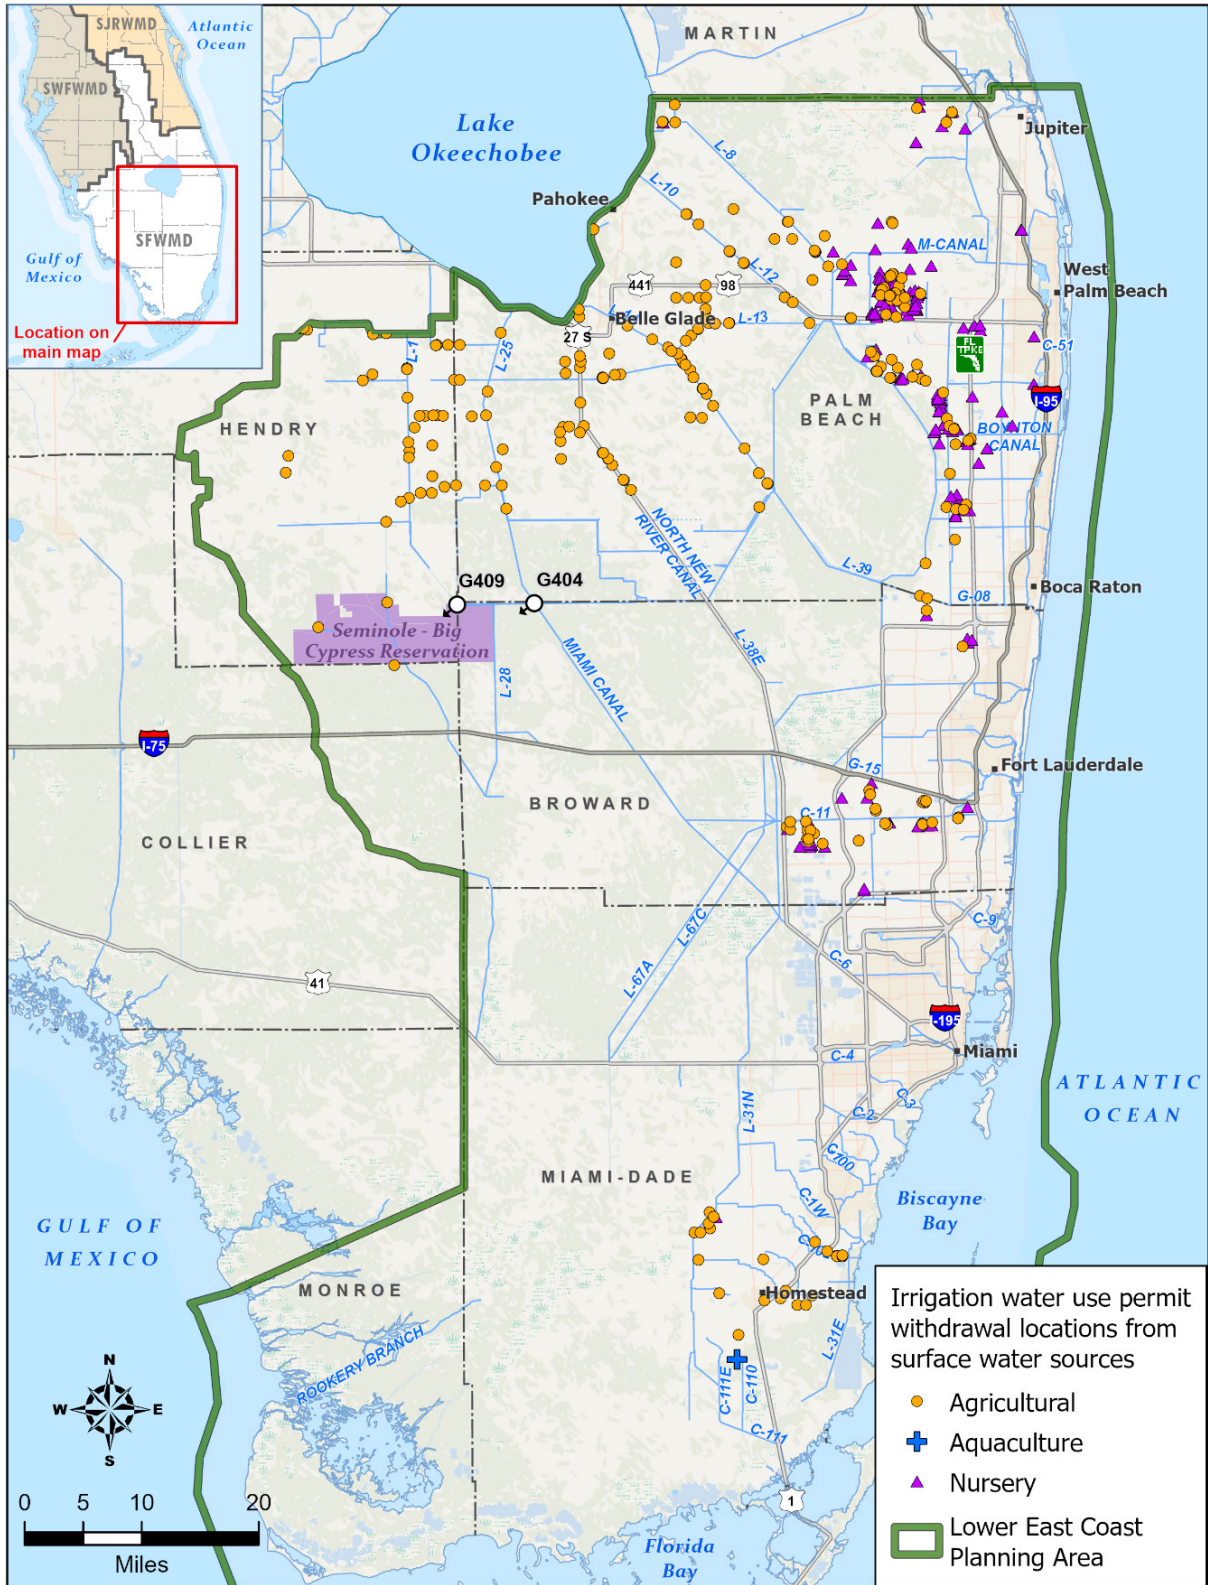 SJRWMD
Atlantic
Ocean
SWFWMD
SFWMD
Gulf of
Mexico
Location on
main map
MARTIN
Lake
Okeechobee
Jupiter
L-8
L-10
Pahokee
M-CANAL
L-12
West
Palm Beach
441
98
Belle Glade
L-13
27 S
FL
TPKE
C-51
L-1
L-25
I-95
HENDRY
PALM
BEACH
BOYNTON
CANAL
NORTH NEW
RIVER CANAL
L-39
G409
G404
Boca Raton
G-08
Seminole - Big
Cypress Reservation
L-38E
L-28
MIAMI CANAL
I-75
G-15
Fort Lauderdale
BROWARD
C-11
COLLIER
L-67C
C-9
L-67A
C-6
41
I-195
Miami
C-4
ATLANTIC
OCEAN
L-31N
C-3
C-2
C700
MIAMI-DADE
C-1W
Biscayne
Bay
GULF OF
MEXICO
MONROE
Homestead
L-31E
ROOKERY BRANCH
C-111E
C-110
C-111
1
Florida
Bay
N
W
E
S
0 5 10 20
Miles
Irrigation water use permit
withdrawal locations from
surface water sources
Agricultural
Aquaculture
Nursery
Lower East Coast
Planning Area